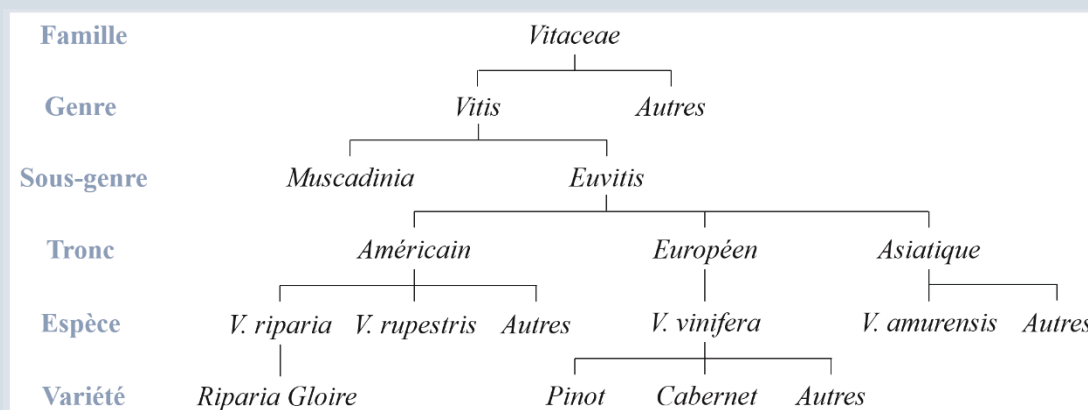 Famille Vitaceae
Genre Vitis Autres
Sous-genre Muscadinia Euvitis
Tronc Américain Européen Asiatique
Espèce V. riparia V. rupestris Autres V. vinifera V. amurensis Autres
Variété Riparia Gloire Pinot Cabernet Autres